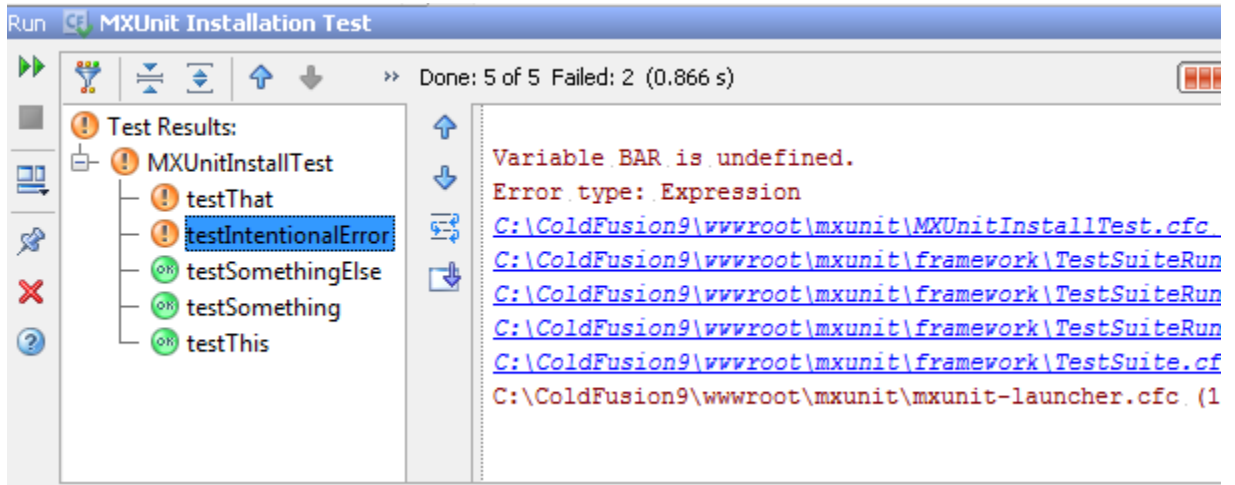 Run MXUnit Installation Test
Done: 5 of 5 Failed: 2 (0.866 s)
Test Results:
MXUnitInstallTest
testThat
testIntentionalError
testSomethingElse
testSomething
testThis
Variable BAR is undefined.
Error type: Expression
C:\ColdFusion9\wwwroot\mxunit\MXUnitInstallTest.cfc
C:\ColdFusion9\wwwroot\mxunit\framework\TestSuiteRun
C:\ColdFusion9\wwwroot\mxunit\framework\TestSuiteRun
C:\ColdFusion9\wwwroot\mxunit\framework\TestSuiteRun
C:\ColdFusion9\wwwroot\mxunit\framework\TestSuite.cf
C:\ColdFusion9\wwwroot\mxunit\mxunit-launcher.cfc (1